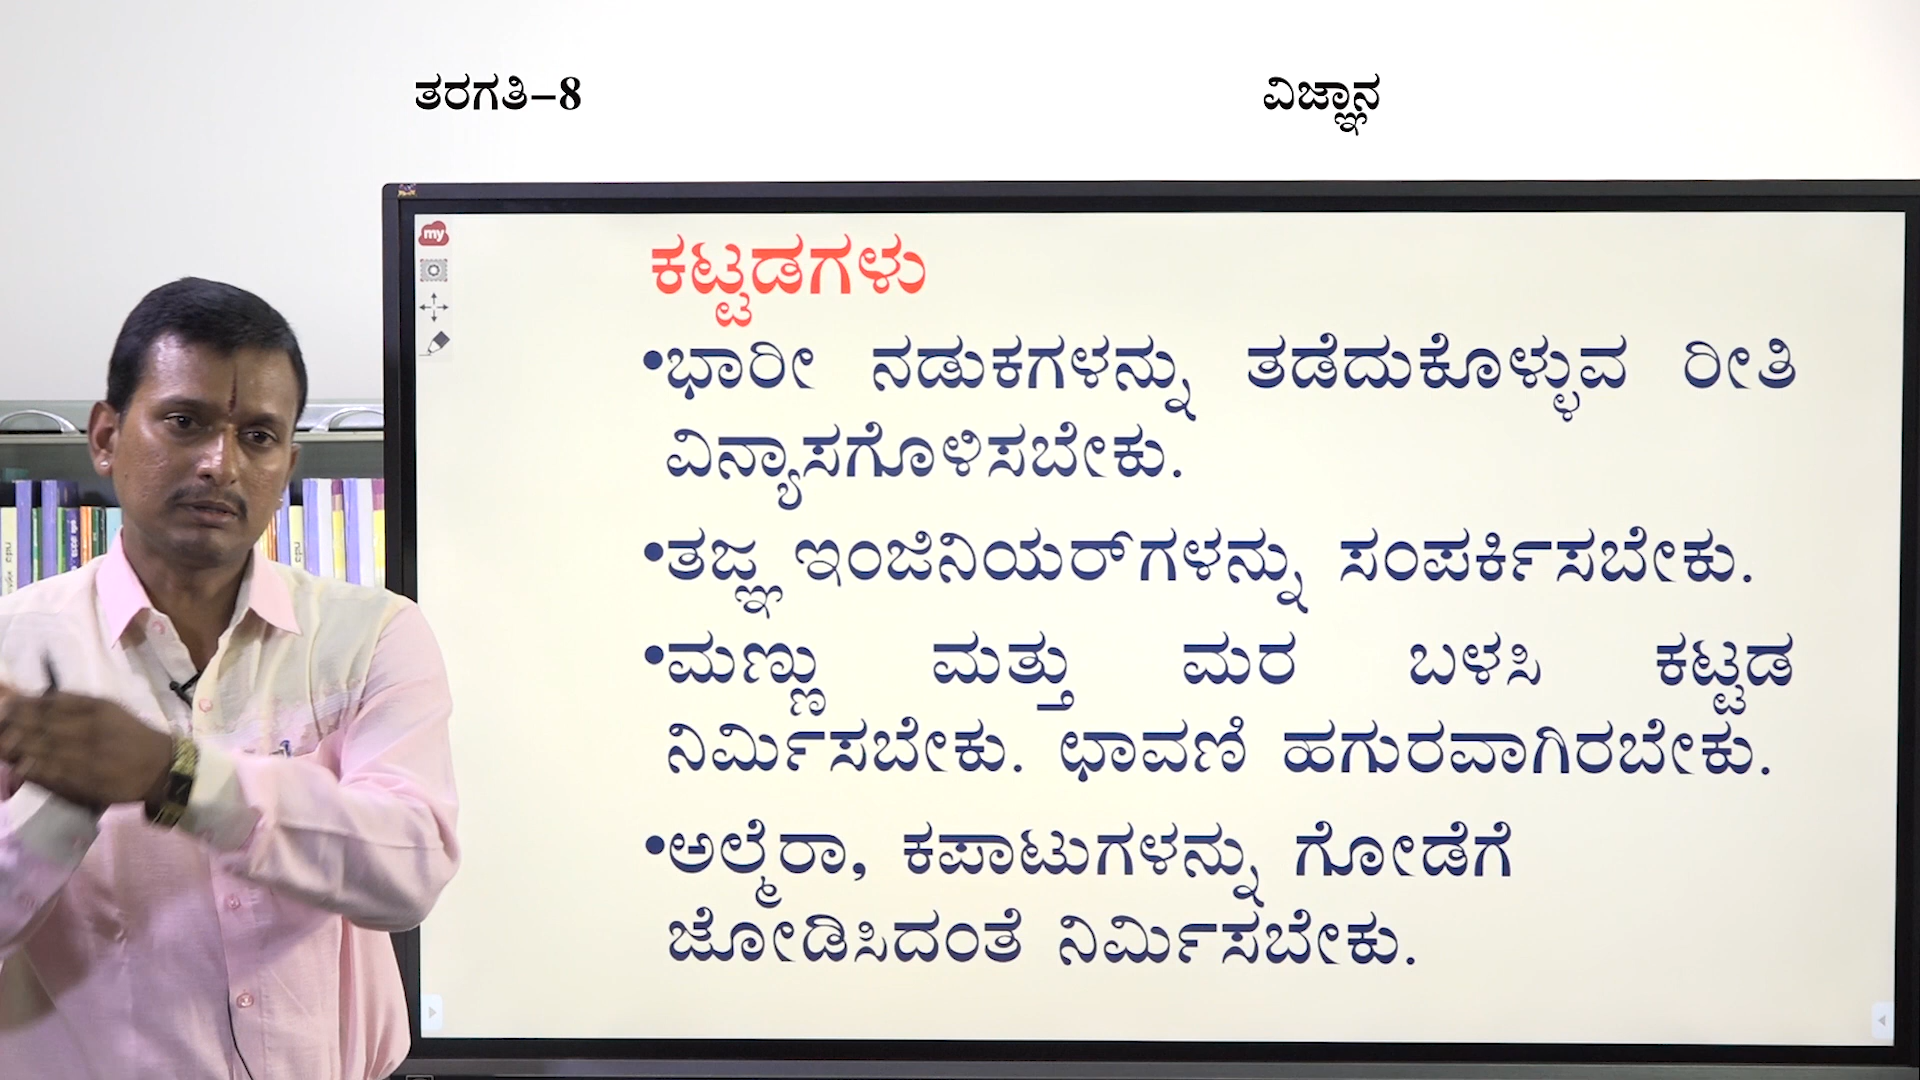 ತರಗತಿ–8
ವಿಜ್ಞಾನ
my
ಕಟ್ಟಡಗಳು
•ಭಾರೀ ನಡುಕಗಳನ್ನು ತಡೆದುಕೊಳ್ಳುವ ರೀತಿ
ವಿನ್ಯಾಸಗೊಳಿಸಬೇಕು.
•ತಜ್ಞ ಇಂಜಿನಿಯರ್‌ಗಳನ್ನು ಸಂಪರ್ಕಿಸಬೇಕು.
•ಮಣ್ಣು ಮತ್ತು ಮರ ಬಳಸಿ ಕಟ್ಟಡ
ನಿರ್ಮಿಸಬೇಕು. ಛಾವಣಿ ಹಗುರವಾಗಿರಬೇಕು.
•ಅಲ್ಮೆರಾ, ಕಪಾಟುಗಳನ್ನು ಗೋಡೆಗೆ
ಜೋಡಿಸಿದಂತೆ ನಿರ್ಮಿಸಬೇಕು.